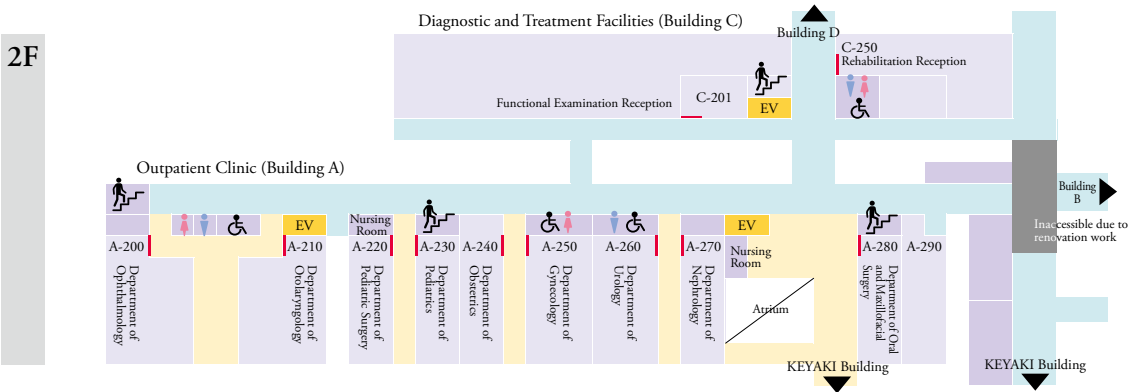 2F
Diagnostic and Treatment Facilities (Building C)
Building D
C-250
Rehabilitation Reception
C-201
Functional Examination Reception
EV
Outpatient Clinic (Building A)
Building
B
Inaccessible due to
renovation work
EV
Nursing
Room
EV
A-200
A-210
A-220
A-230
A-240
A-250
A-260
A-270
A-280
A-290
Nursing
Room
Department of
Ophthalmology
Department of
Otolaryngology
Department of
Pediatric Surgery
Department of
Pediatrics
Department of
Obstetrics
Department of
Gynecology
Department of
Urology
Department of
Nephrology
Department of Oral
and Maxillofacial
Surgery
Atrium
KEYAKI Building
KEYAKI Building